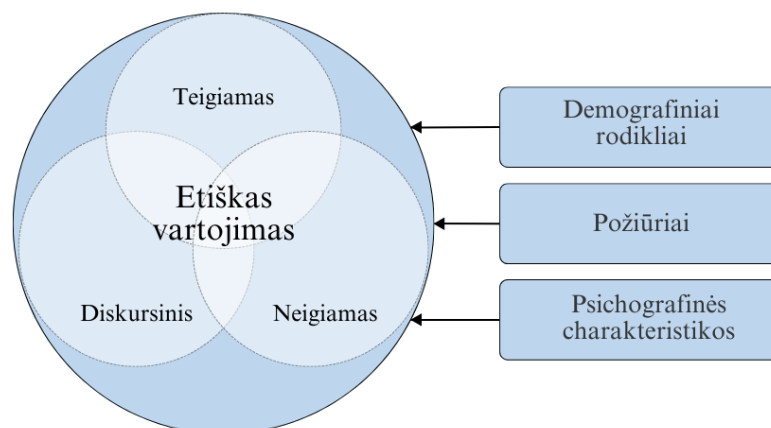 Teigiamas
Etiškas
vartojimas
Diskursinis
Neigiamas
Demografiniai
rodikliai
Požiūriai
Psichografinės
charakteristikos